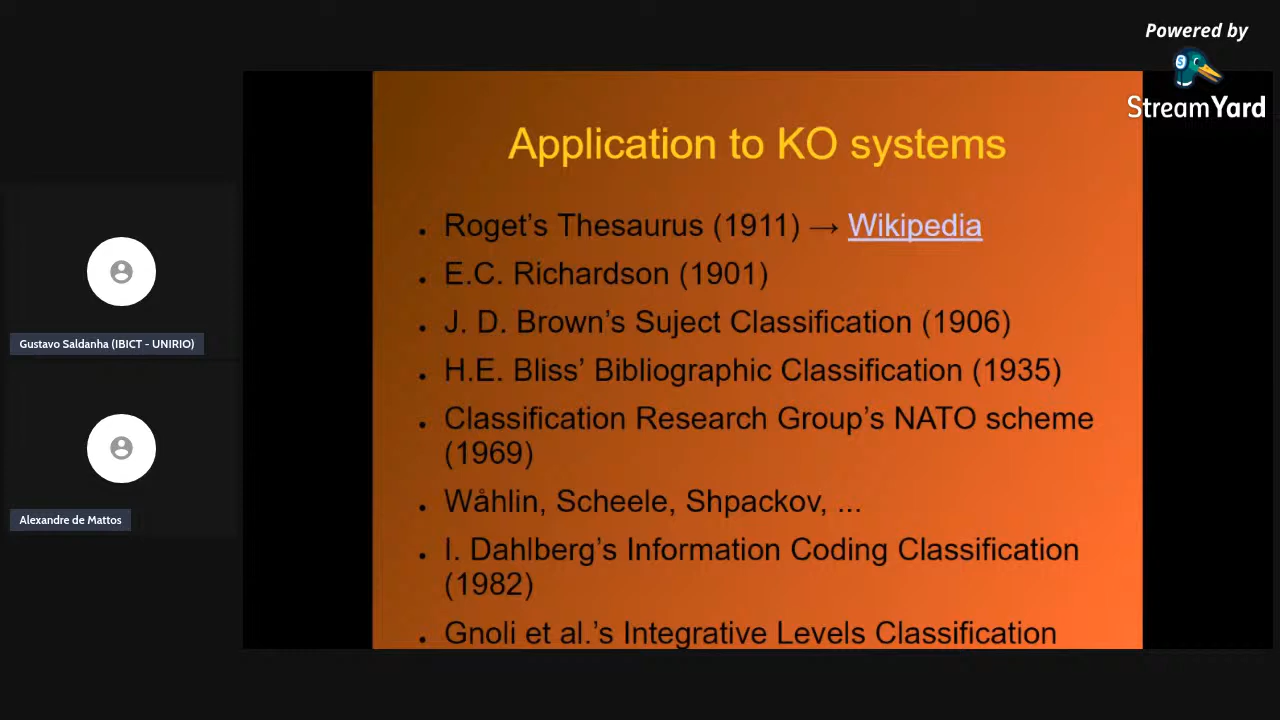 Powered by
StreamYard
Application to KO systems
• Roget’s Thesaurus (1911) → Wikipedia
• E.C. Richardson (1901)
• J. D. Brown’s Suject Classification (1906)
• H.E. Bliss’ Bibliographic Classification (1935)
• Classification Research Group’s NATO scheme
(1969)
• Wåhlin, Scheele, Shpackov, ...
• I. Dahlberg’s Information Coding Classification
(1982)
• Gnoli et al.’s Integrative Levels Classification
Gustavo Saldanha (IBICT - UNIRIO)
Alexandre de Mattos